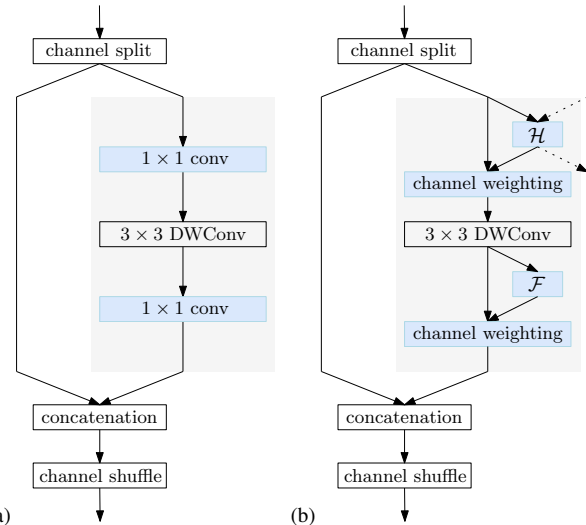 channel split
1 × 1 conv
3 × 3 DWConv
1 × 1 conv
concatenation
channel shuffle
a)
channel split
ℋ
channel weighting
3 × 3 DWConv
ℱ
channel weighting
concatenation
channel shuffle
(b)